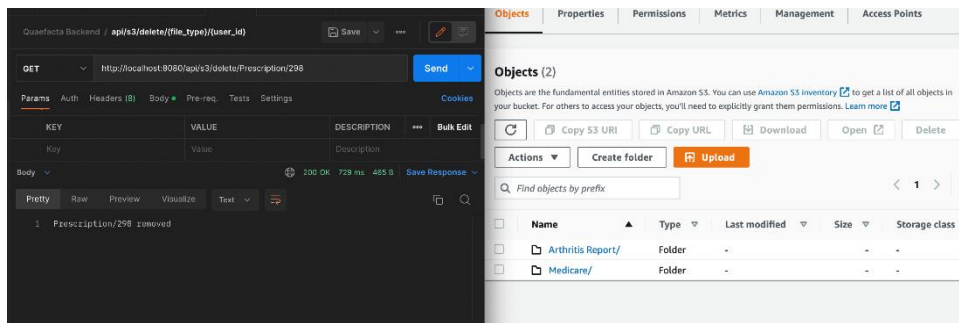 Quaefacta Backend / api/s3/delete/{file_type}/{user_id}
Save
GET http://localhost:8080/api/s3/delete/Prescription/298 Send
Params Auth Headers (8) Body Pre-req. Tests Settings Cookies
KEY VALUE DESCRIPTION Bulk Edit
Key Value Description
Body 200 OK 729 ms 465 B Save Response
Pretty Raw Preview Visualize Text
1 Prescription/298 removed
Objects Properties Permissions Metrics Management Access Points
Objects (2)
Objects are the fundamental entities stored in Amazon S3. You can use Amazon S3 inventory to get a list of all objects in
your bucket. For others to access your objects, you'll need to explicitly grant them permissions. Learn more
Copy S3 URI Copy URL Download Open Delete
Actions Create folder Upload
Find objects by prefix
1
Name Type Last modified Size Storage class
Arthritis Report/ Folder - - -
Medicare/ Folder - - -